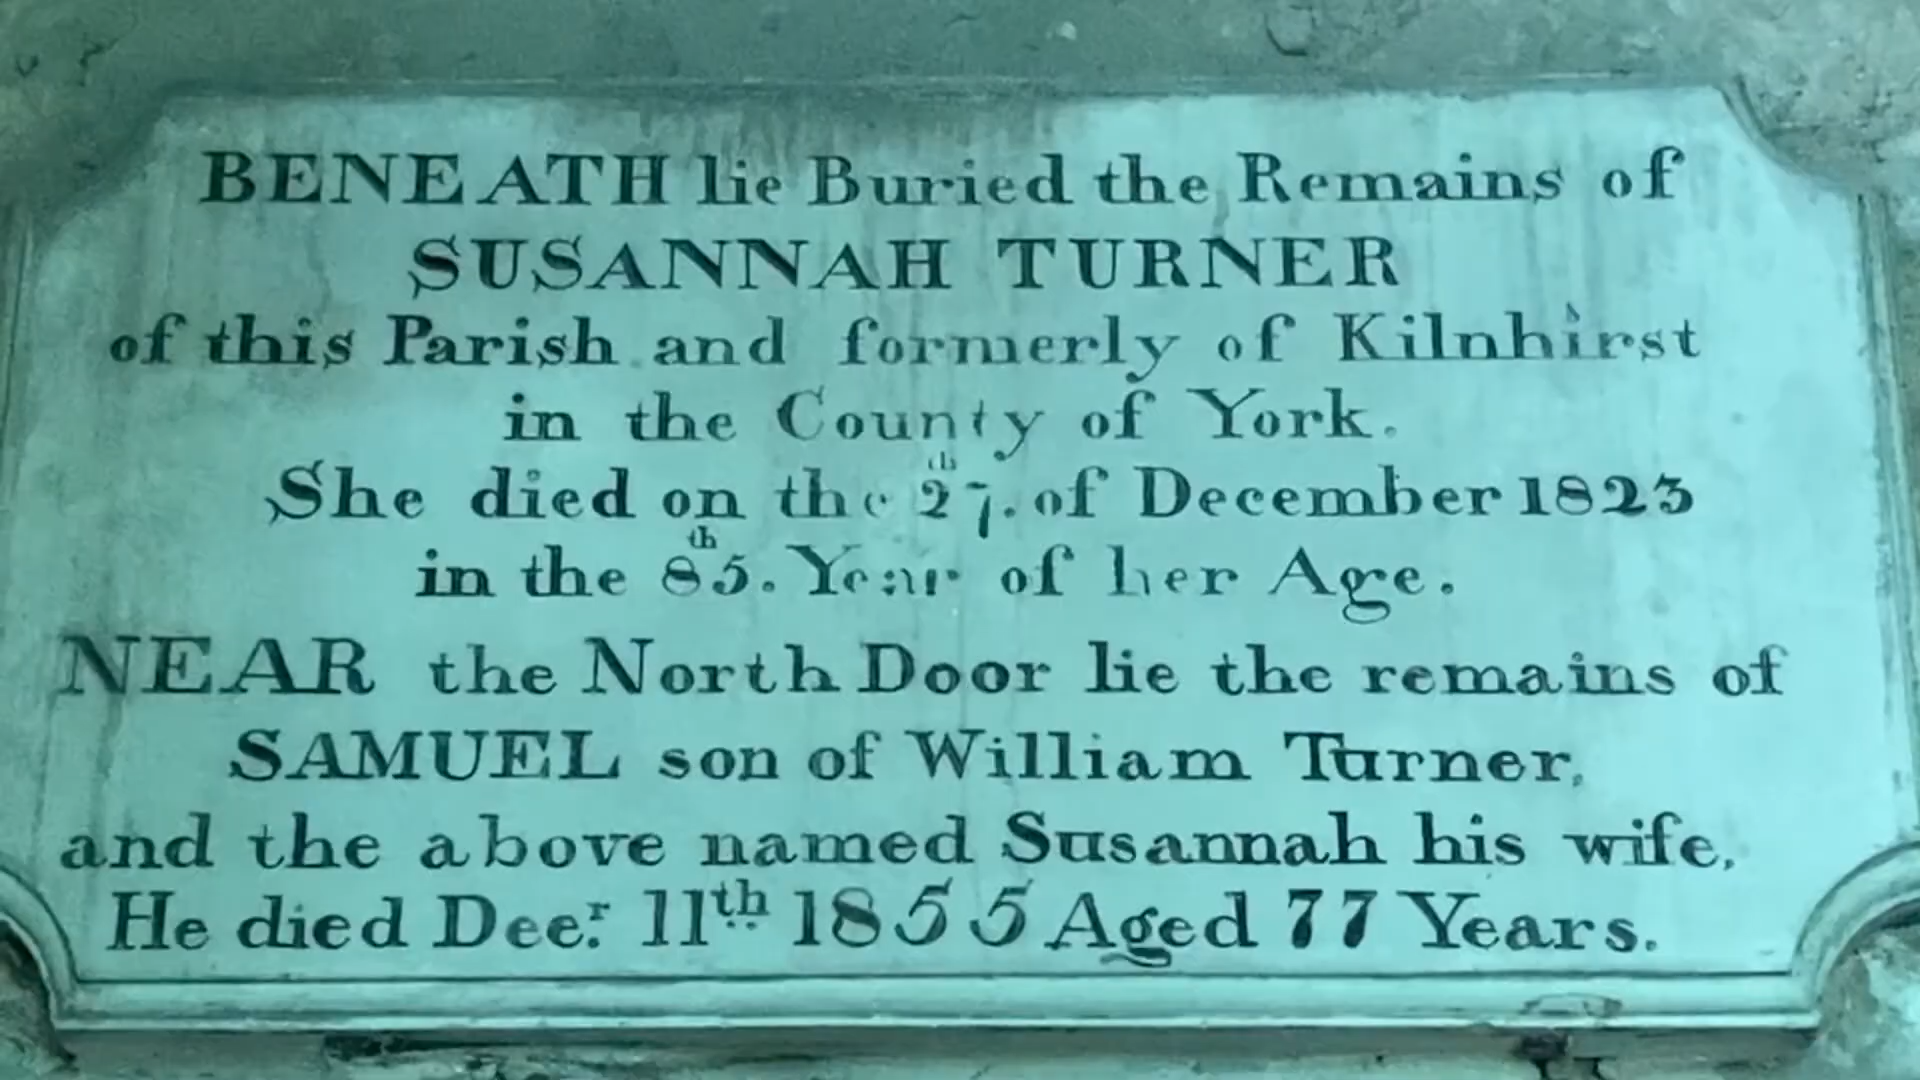 BENEATH lie Buried the Remains of
SUSANNAH TURNER
of this Parish and formerly of Kilnhirst
in the County of York.
She died on the 27th. of December 1823
in the 85th. Year of her Age.
NEAR the North Door lie the remains of
SAMUEL son of William Turner,
and the above named Susannah his wife,
He died Decr. 11th 1855 Aged 77 Years.